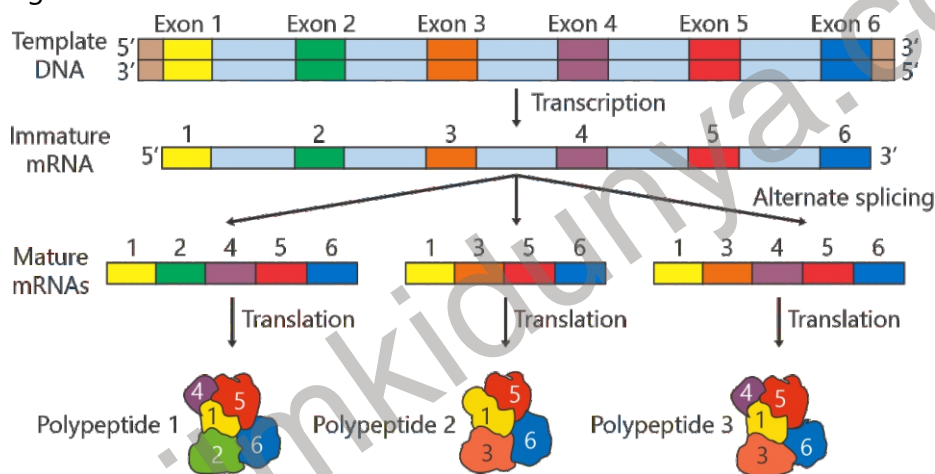 Exon 1 Exon 2 Exon 3 Exon 4 Exon 5 Exon 6
Template DNA
5′ 3′
3′ 5′
Transcription
Immature mRNA
1 2 3 4 5 6
5′ 3′
Alternate splicing
Mature mRNAs
1 2 4 5 6
1 3 5 6
1 3 4 5 6
Translation Translation Translation
Polypeptide 1
4 5 1 2 6
Polypeptide 2
5 1 3 6
Polypeptide 3
4 5 1 3 6